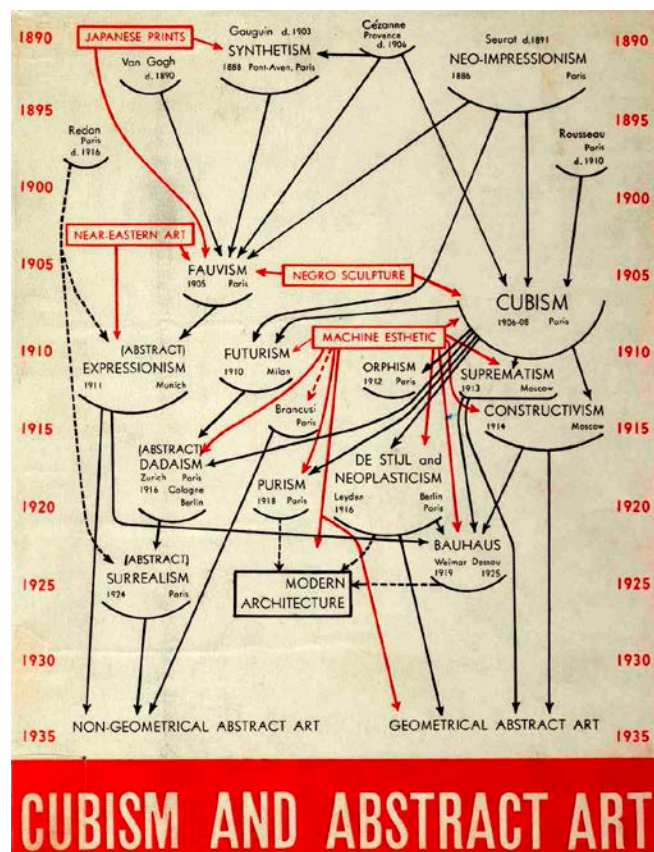 1890
JAPANESE PRINTS
Gauguin d. 1903
SYNTHETISM
1888 Pont-Aven, Paris
Cézanne
Provence
d. 1906
Seurat d.1891
NEO-IMPRESSIONISM
1886 Paris
1890
Van Gogh
d. 1890
1895
1895
Redon
Paris
d. 1916
Rousseau
Paris
d. 1910
1900
1900
NEAR-EASTERN ART
1905
FAUVISM
1905 Paris
NEGRO SCULPTURE
1905
CUBISM
1906-08 Paris
1910
(ABSTRACT)
EXPRESSIONISM
1911 Munich
FUTURISM
1910 Milan
MACHINE ESTHETIC
ORPHISM
1912 Paris
SUPREMATISM
1913 Moscow
1910
Brancusi
Paris
CONSTRUCTIVISM
1914 Moscow
1915
1915
(ABSTRACT)
DADAISM
Zurich Paris
1916 Cologne
Berlin
PURISM
1918 Paris
DE STIJL and
NEOPLASTICISM
Leyden Berlin
1916 Paris
1920
1920
BAUHAUS
Weimar Dessau
1919 1925
(ABSTRACT)
SURREALISM
1924 Paris
MODERN
ARCHITECTURE
1925
1925
1930
1930
NON-GEOMETRICAL ABSTRACT ART
GEOMETRICAL ABSTRACT ART
1935
1935
CUBISM AND ABSTRACT ART